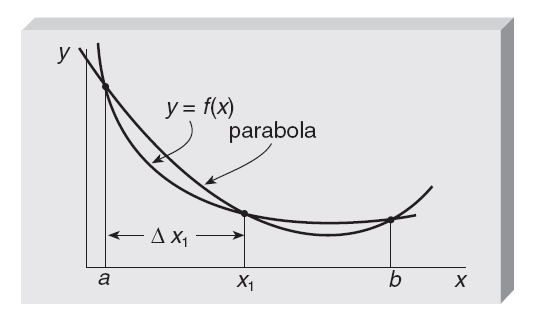 y
y = f(x)
parabola
Δ x₁
a
x₁
b
x